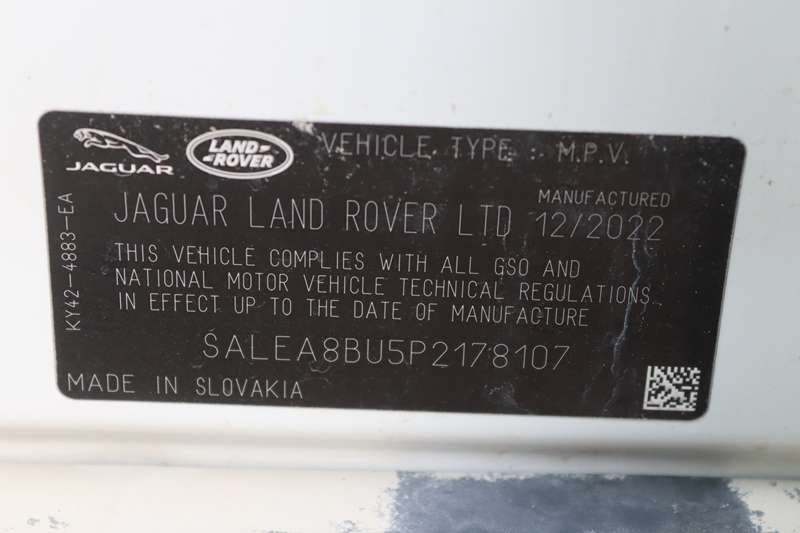 JAGUAR
LAND ROVER
VEHICLE TYPE : M.P.V.
MANUFACTURED
JAGUAR LAND ROVER LTD 12/2022
THIS VEHICLE COMPLIES WITH ALL GSO AND
NATIONAL MOTOR VEHICLE TECHNICAL REGULATIONS
IN EFFECT UP TO THE DATE OF MANUFACTURE
SALEA8BU5P2178107
MADE IN SLOVAKIA
KY42-4883-EA